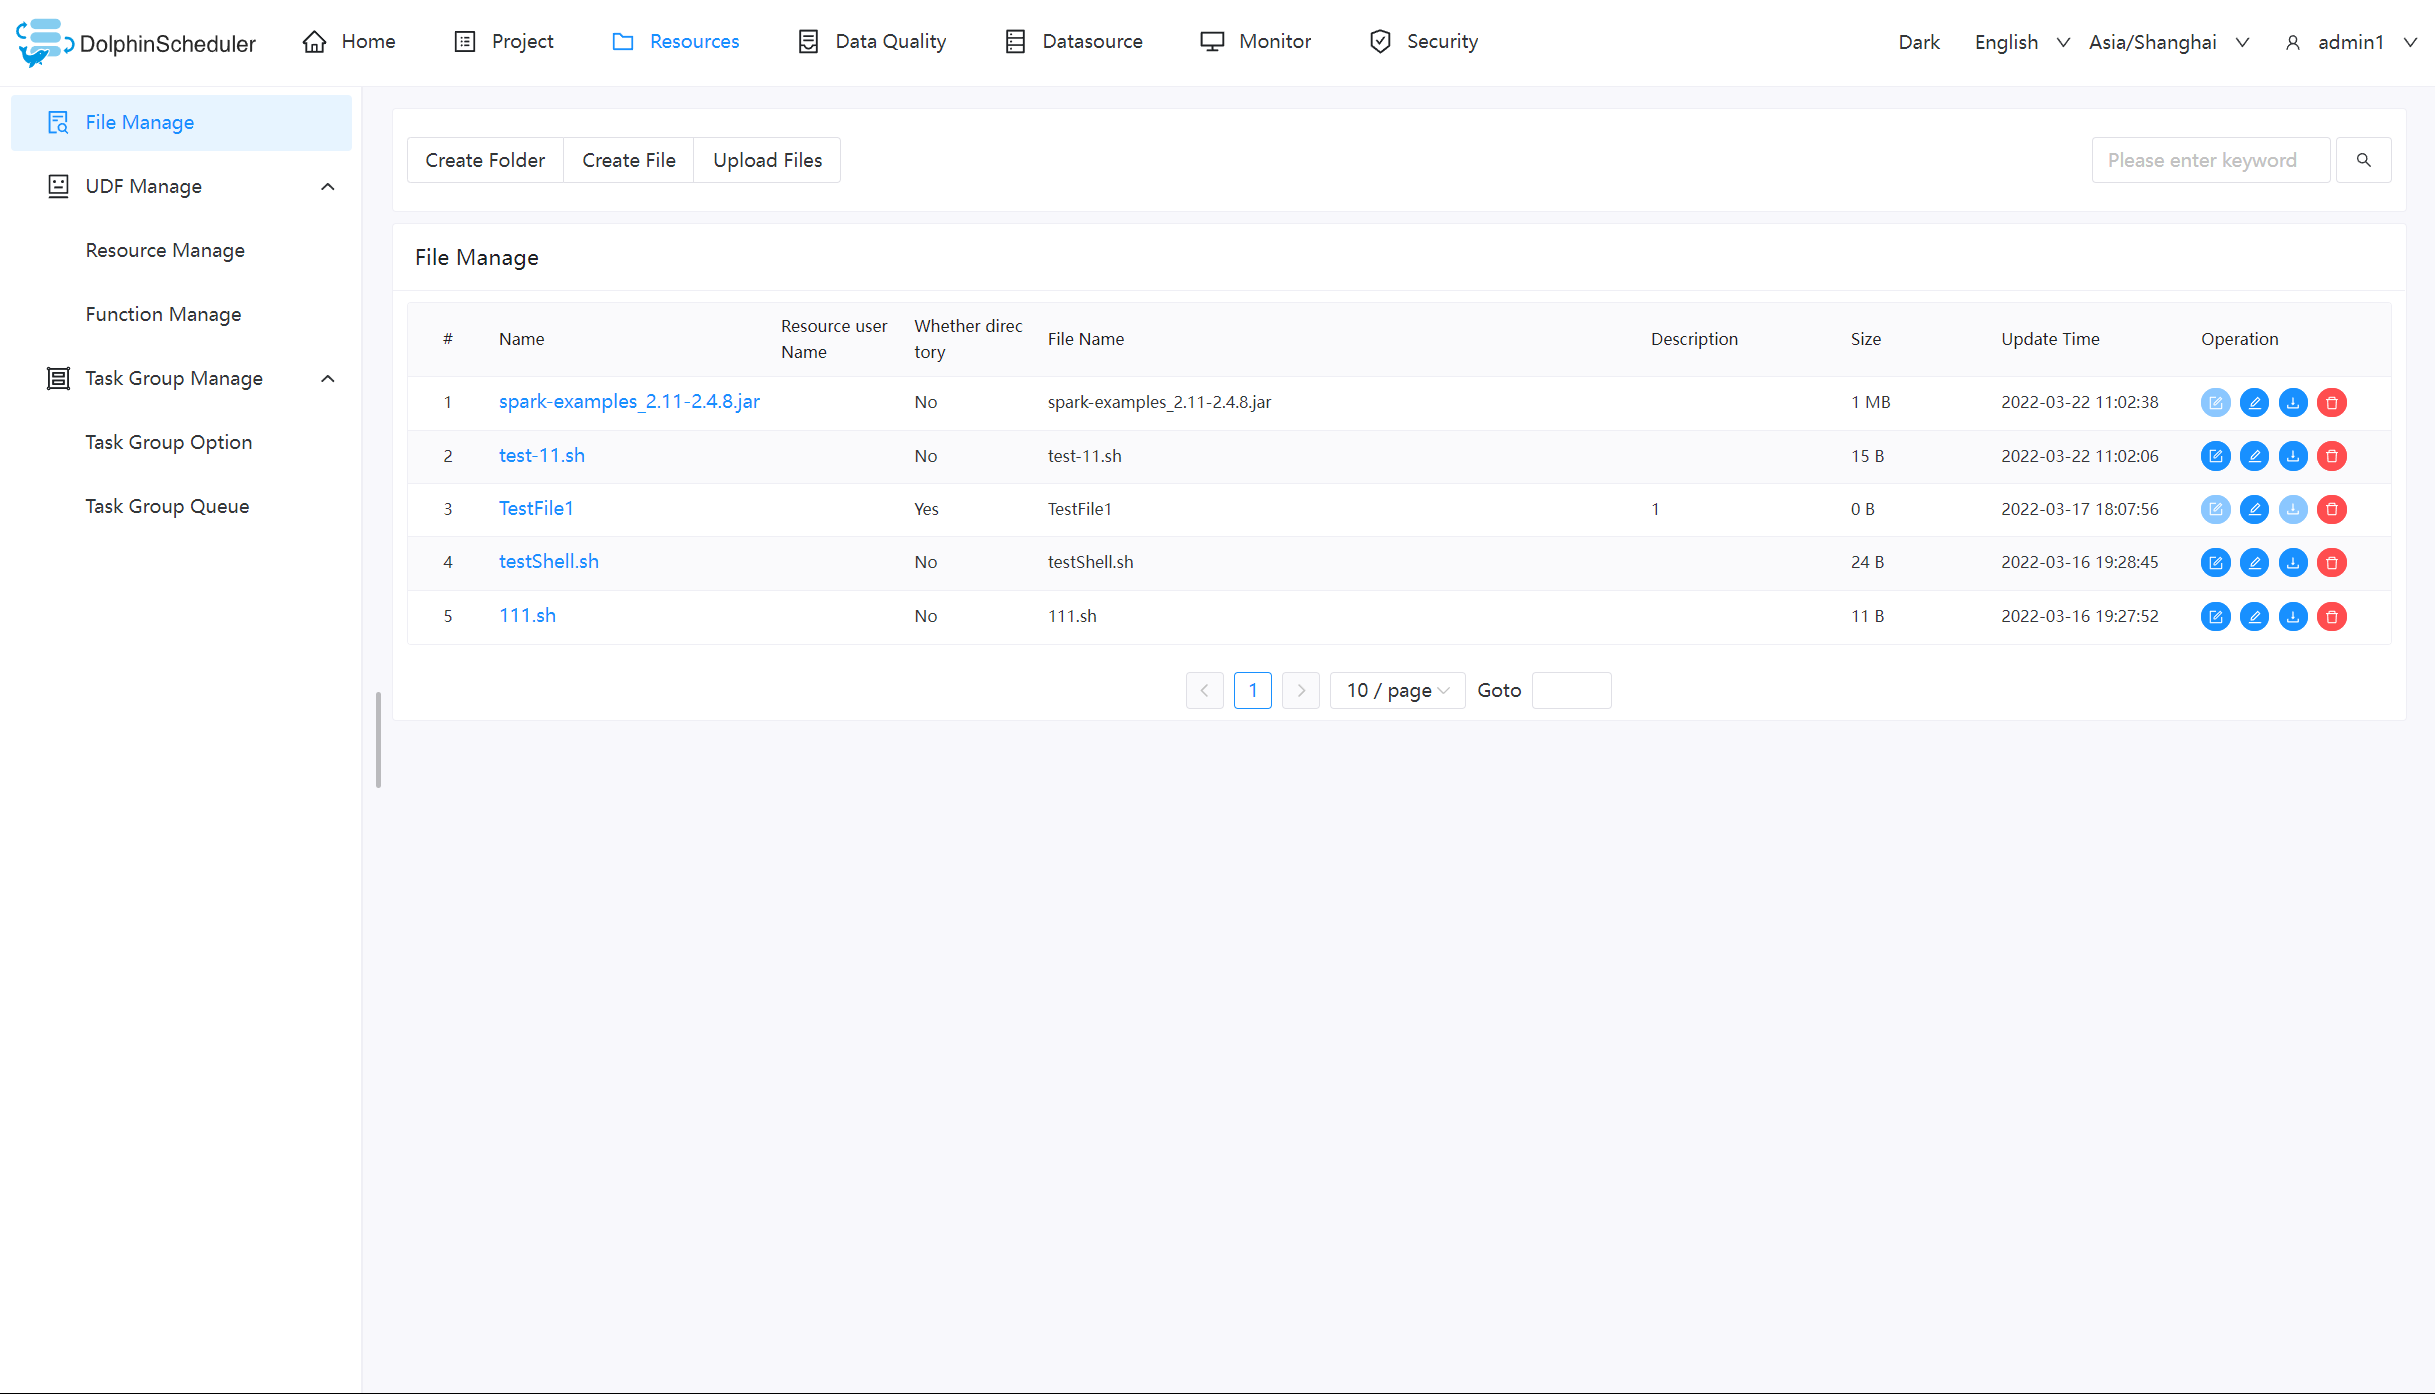 DolphinScheduler Home Project Resources Data Quality Datasource Monitor Security Dark English Asia/Shanghai admin1
File Manage
UDF Manage
Resource Manage
Function Manage
Task Group Manage
Task Group Option
Task Group Queue
Create Folder Create File Upload Files Please enter keyword
File Manage
# Name Resource user Name Whether direc tory File Name Description Size Update Time Operation
1 spark-examples_2.11-2.4.8.jar No spark-examples_2.11-2.4.8.jar 1 MB 2022-03-22 11:02:38
2 test-11.sh No test-11.sh 15 B 2022-03-22 11:02:06
3 TestFile1 Yes TestFile1 1 0 B 2022-03-17 18:07:56
4 testShell.sh No testShell.sh 24 B 2022-03-16 19:28:45
5 111.sh No 111.sh 11 B 2022-03-16 19:27:52
1 10 / page Goto